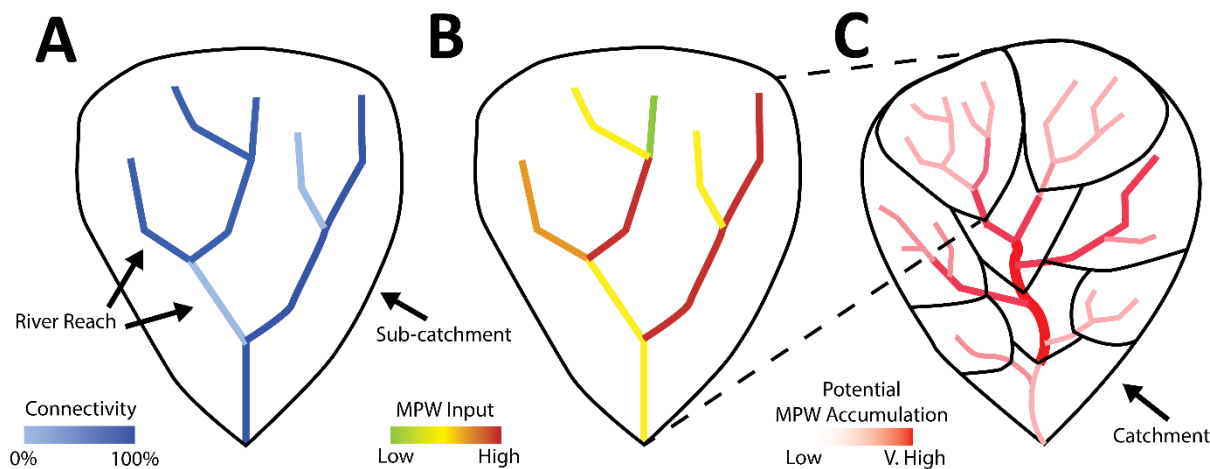 A
B
C
River Reach
Sub-catchment
Connectivity
0%
100%
MPW Input
Low
High
Potential
MPW Accumulation
Low
V. High
Catchment